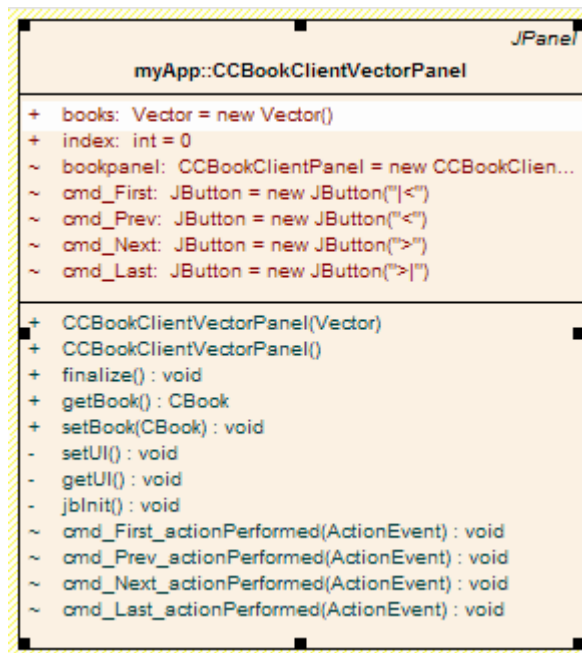 JPanel
myApp::CCBookClientVectorPanel
+ books: Vector = new Vector()
+ index: int = 0
~ bookpanel: CCBookClientPanel = new CCBookClien...
~ cmd_First: JButton = new JButton("|<")
~ cmd_Prev: JButton = new JButton("<")
~ cmd_Next: JButton = new JButton(">")
~ cmd_Last: JButton = new JButton(">|")
+ CCBookClientVectorPanel(Vector)
+ CCBookClientVectorPanel()
+ finalize() : void
+ getBook() : CBook
+ setBook(CBook) : void
- setUI() : void
- getUI() : void
- jbInit() : void
~ cmd_First_actionPerformed(ActionEvent) : void
~ cmd_Prev_actionPerformed(ActionEvent) : void
~ cmd_Next_actionPerformed(ActionEvent) : void
~ cmd_Last_actionPerformed(ActionEvent) : void